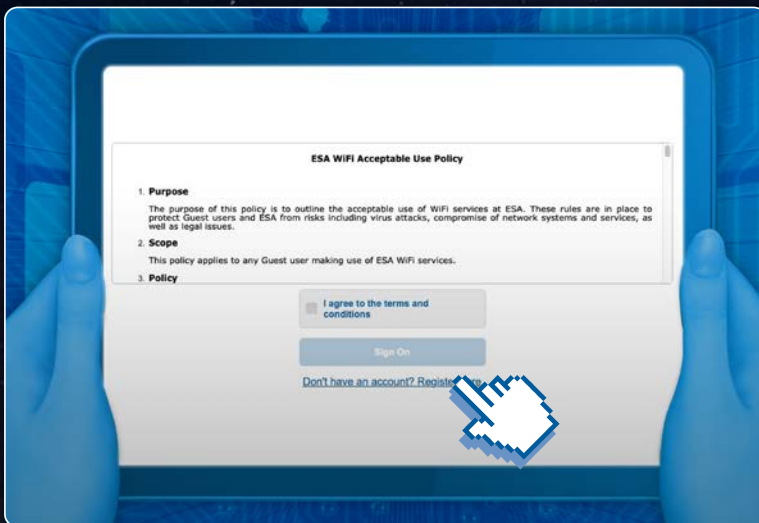 ESA WiFi Acceptable Use Policy
1. Purpose
The purpose of this policy is to outline the acceptable use of WiFi services at ESA. These rules are in place to
protect Guest users and ESA from risks including virus attacks, compromise of network systems and services, as
well as legal issues.
2. Scope
This policy applies to any Guest user making use of ESA WiFi services.
3. Policy
I agree to the terms and
conditions
Sign On
Don't have an account? Register